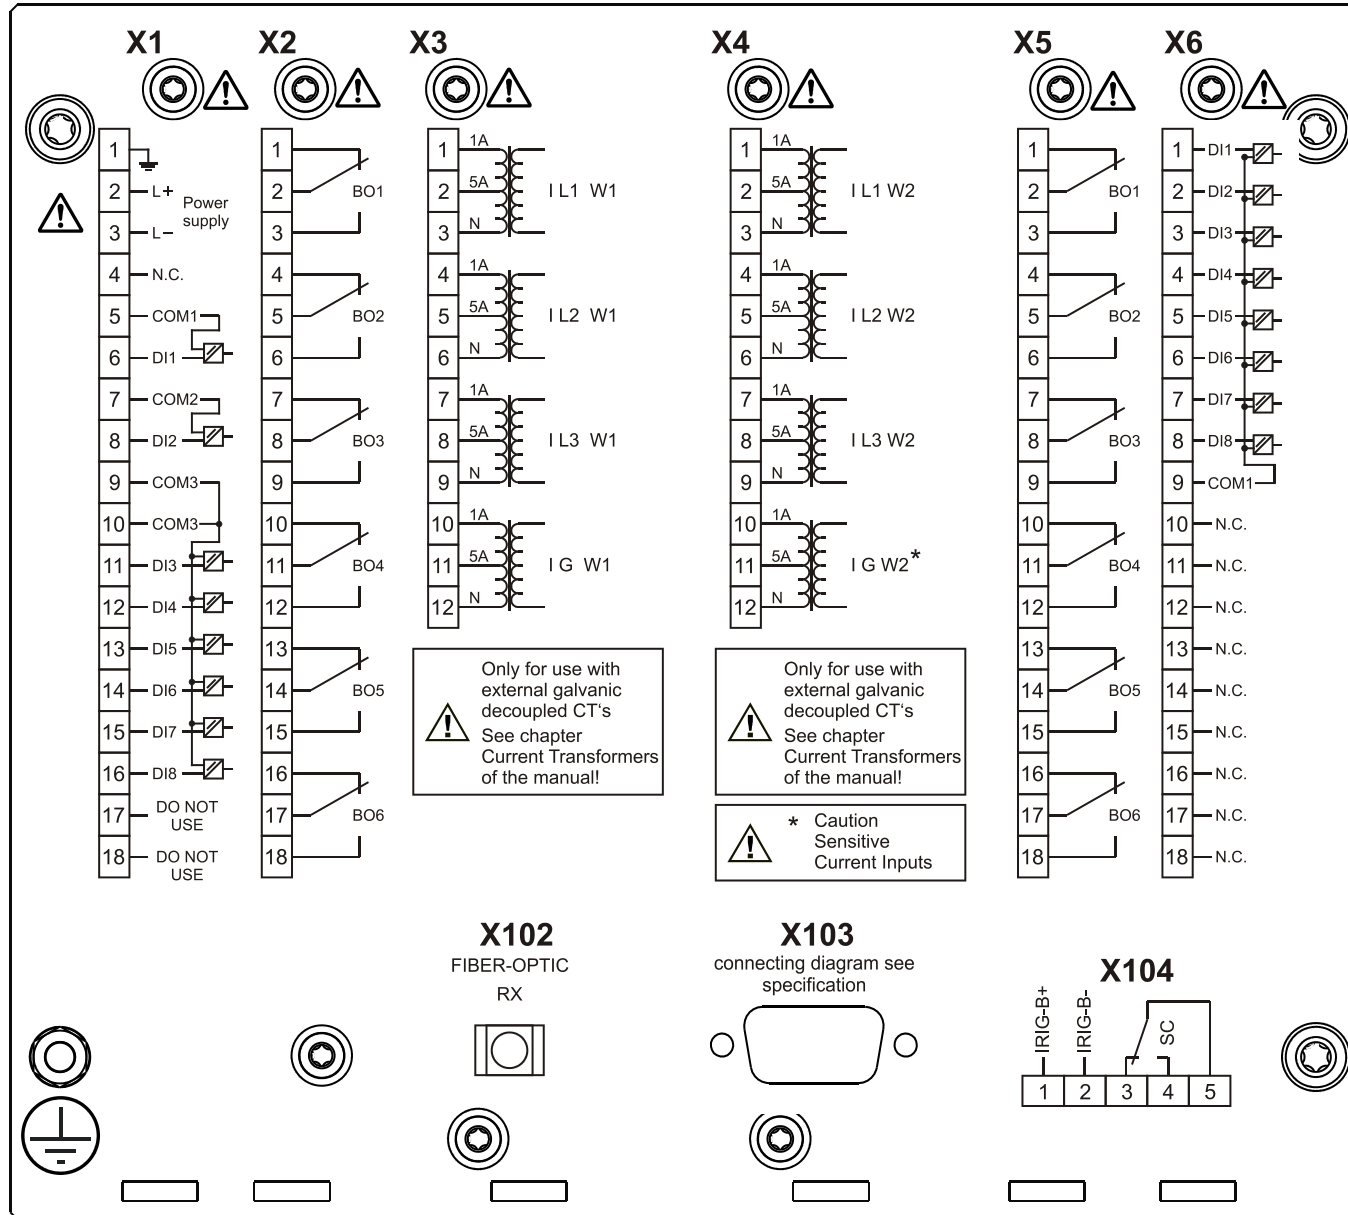 X1 X2 X3 X4 X5 X6
1
2 L+
Power
supply
3 L−
4 N.C.
5 COM1
6 DI1
7 COM2
8 DI2
9 COM3
10 COM3
11 DI3
12 DI4
13 DI5
14 DI6
15 DI7
16 DI8
17 DO NOT
USE
18 DO NOT
USE
1
2 BO1
3
4
5 BO2
6
7
8 BO3
9
10
11 BO4
12
13
14 BO5
15
16
17 BO6
18
1 1A
2 5A I L1 W1
3 N
4 1A
5 5A I L2 W1
6 N
7 1A
8 5A I L3 W1
9 N
10 1A
11 5A I G W1
12 N
Only for use with
external galvanic
decoupled CT's
See chapter
Current Transformers
of the manual!
1 1A
2 5A I L1 W2
3 N
4 1A
5 5A I L2 W2
6 N
7 1A
8 5A I L3 W2
9 N
10 1A
11 5A I G W2*
12 N
Only for use with
external galvanic
decoupled CT's
See chapter
Current Transformers
of the manual!
* Caution
Sensitive
Current Inputs
1
2 BO1
3
4
5 BO2
6
7
8 BO3
9
10
11 BO4
12
13
14 BO5
15
16
17 BO6
18
1 DI1
2 DI2
3 DI3
4 DI4
5 DI5
6 DI6
7 DI7
8 DI8
9 COM1
10 N.C.
11 N.C.
12 N.C.
13 N.C.
14 N.C.
15 N.C.
16 N.C.
17 N.C.
18 N.C.
X102
FIBER-OPTIC
RX
X103
connecting diagram see
specification
X104
IRIG-B+
IRIG-B-
SC
1 2 3 4 5